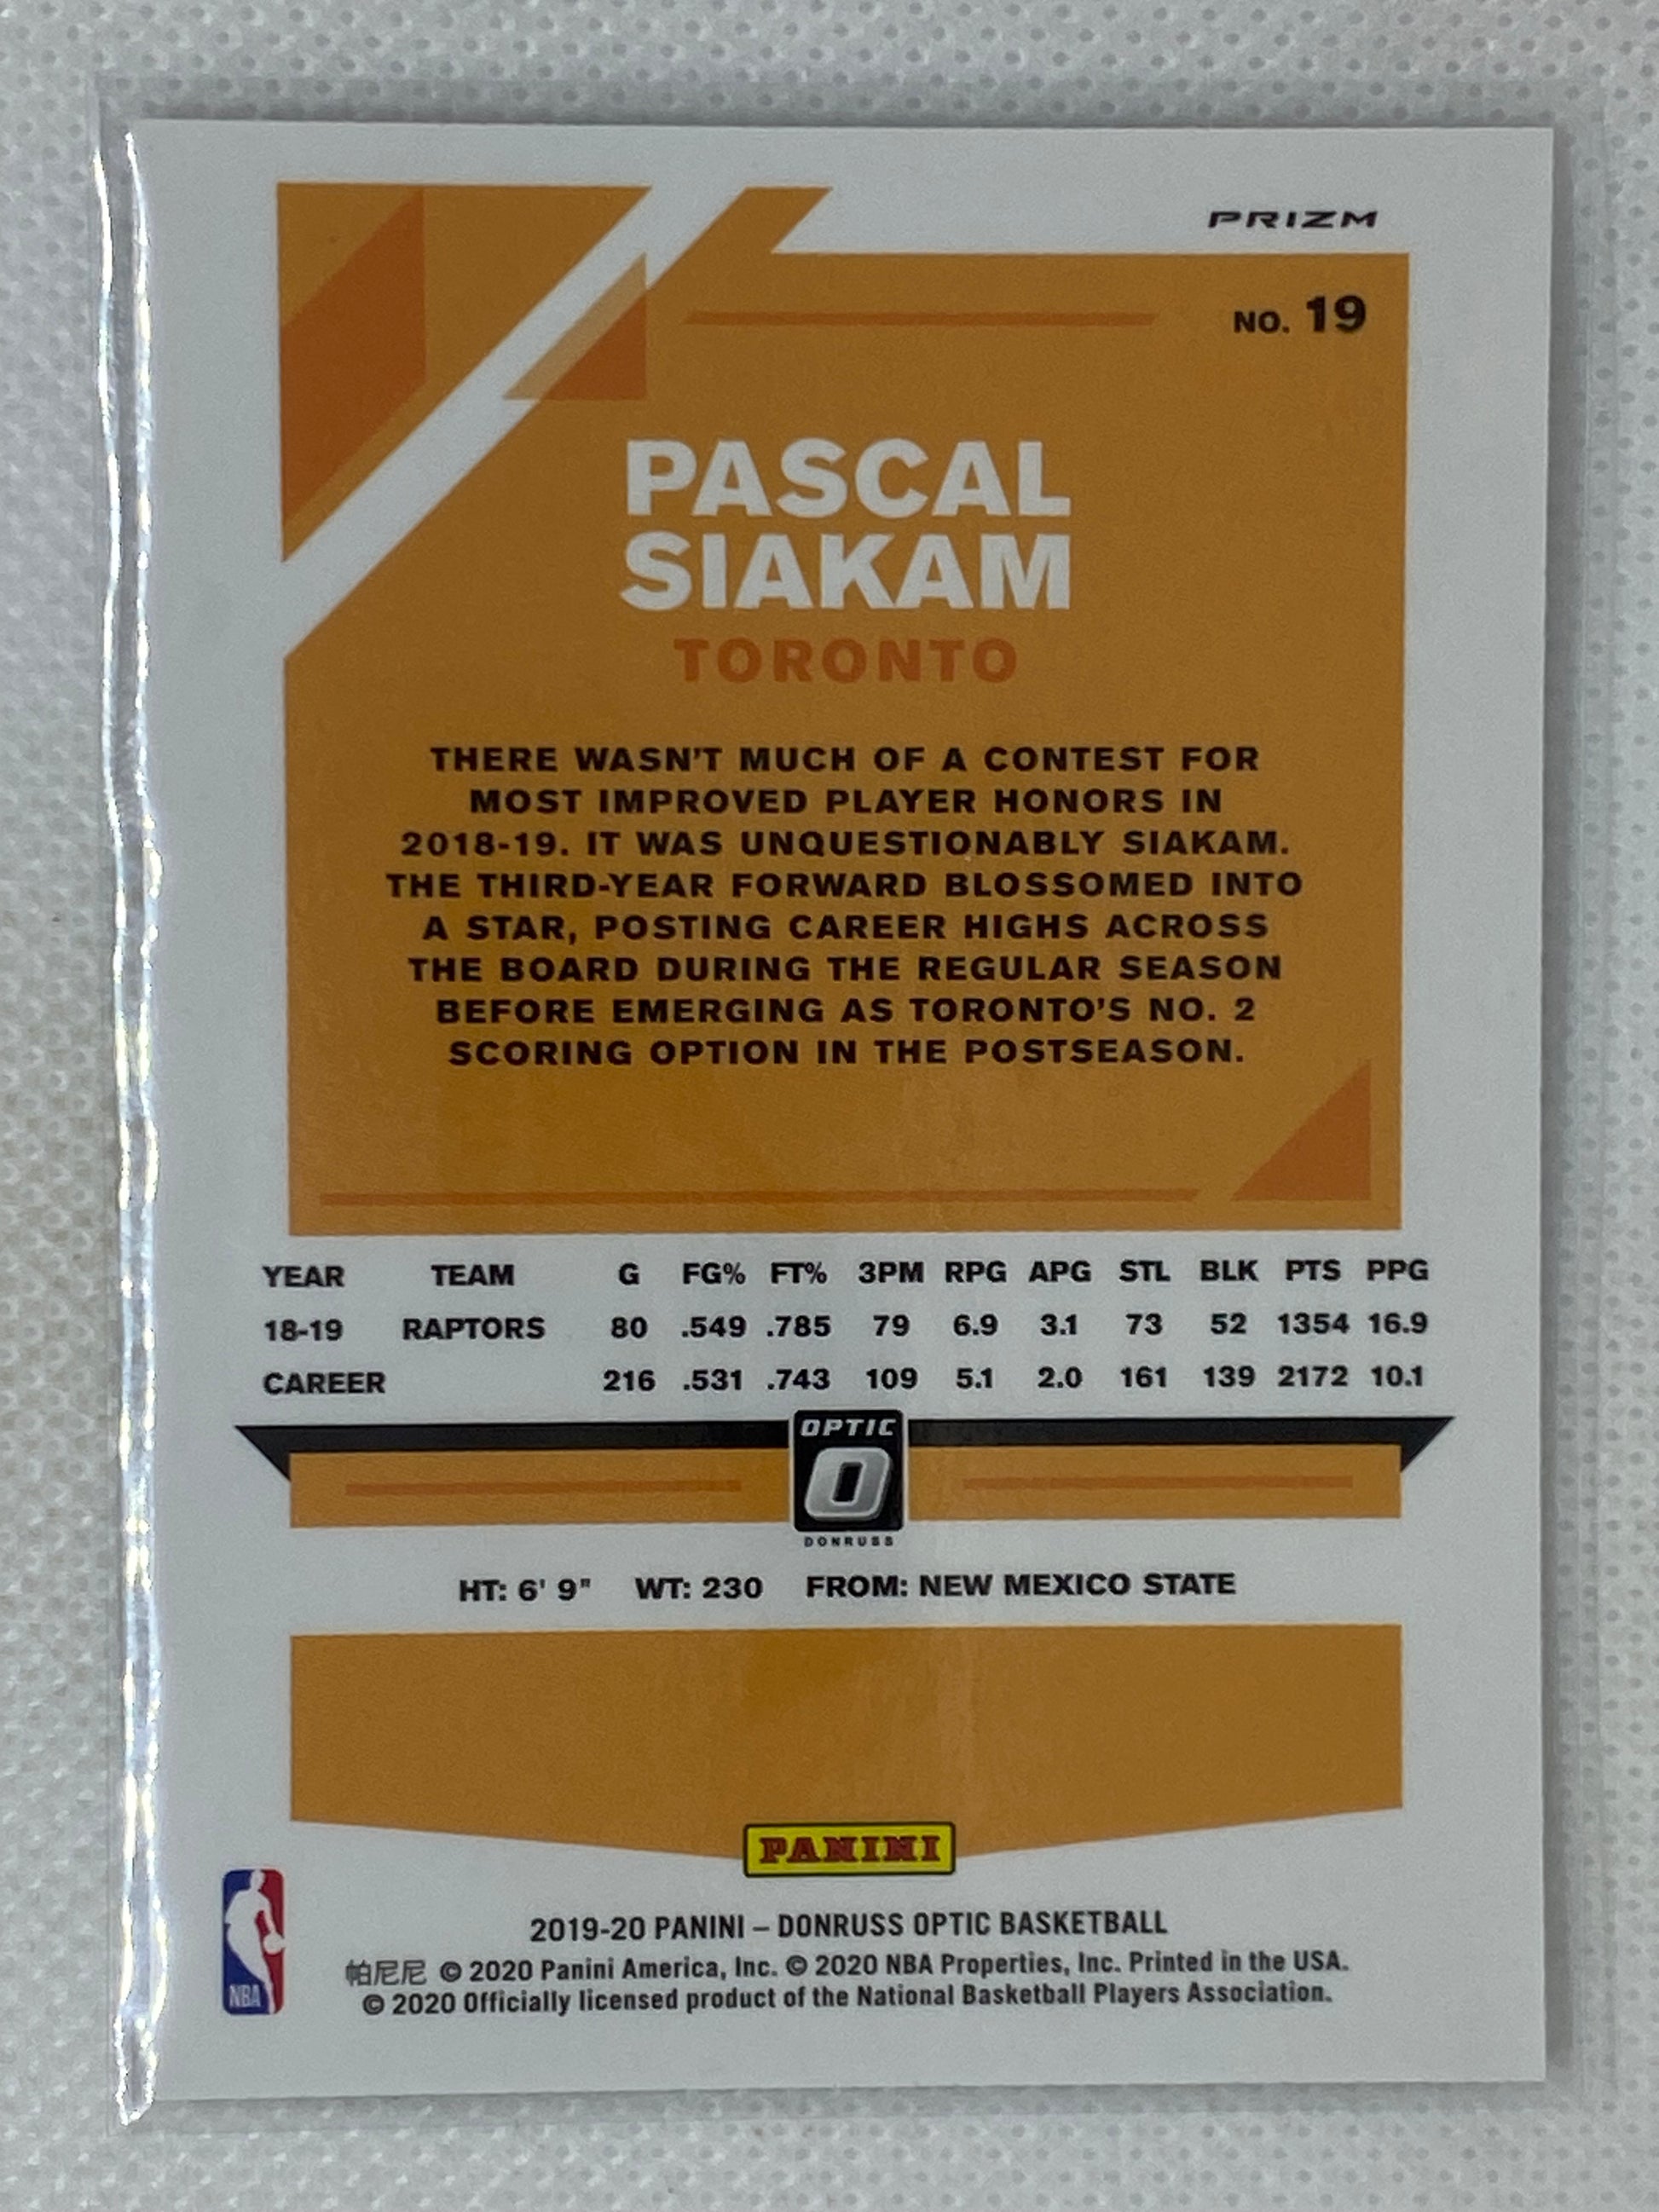 PRIZM
NO. 19
PASCAL
SIAKAM
TORONTO
THERE WASN'T MUCH OF A CONTEST FOR
MOST IMPROVED PLAYER HONORS IN
2018-19. IT WAS UNQUESTIONABLY SIAKAM.
THE THIRD-YEAR FORWARD BLOSSOMED INTO
A STAR, POSTING CAREER HIGHS ACROSS
THE BOARD DURING THE REGULAR SEASON
BEFORE EMERGING AS TORONTO'S NO. 2
SCORING OPTION IN THE POSTSEASON.
YEAR TEAM G FG% FT% 3PM RPG APG STL BLK PTS PPG
18-19 RAPTORS 80 .549 .785 79 6.9 3.1 73 52 1354 16.9
CAREER 216 .531 .743 109 5.1 2.0 161 139 2172 10.1
OPTIC
O
DONRUSS
HT: 6' 9" WT: 230 FROM: NEW MEXICO STATE
PANINI
NBA
2019-20 PANINI – DONRUSS OPTIC BASKETBALL
帕尼尼 © 2020 Panini America, Inc. © 2020 NBA Properties, Inc. Printed in the USA.
© 2020 Officially licensed product of the National Basketball Players Association.